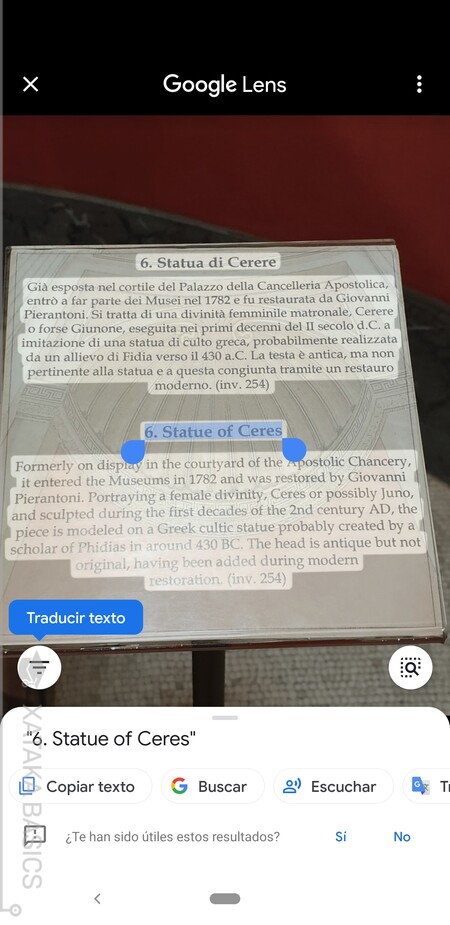 Google Lens
6. Statua di Cerere
Già esposta nel cortile del Palazzo della Cancelleria Apostolica,
entrò a far parte dei Musei nel 1782 e fu restaurata da Giovanni
Pierantoni. Si tratta di una divinità femminile matronale, Cerere
o forse Giunone, eseguita nei primi decenni del II secolo d.C. a
imitazione di una statua di culto greca, probabilmente realizzata
da un allievo di Fidia verso il 430 a.C. La testa è antica, ma non
pertinente alla statua e a questa congiunta tramite un restauro
moderno. (inv. 254)
6. Statue of Ceres
Formerly on display in the courtyard of the Apostolic Chancery,
it entered the Museums in 1782 and was restored by Giovanni
Pierantoni. Portraying a female divinity, Ceres or possibly Juno,
and sculpted during the first decades of the 2nd century AD, the
piece is modeled on a Greek cultic statue probably created by a
scholar of Phidias in around 430 BC. The head is antique but not
original, having been added during modern
restoration. (inv. 254)
Traducir texto
"6. Statue of Ceres"
Copiar texto
Buscar
Escuchar
¿Te han sido útiles estos resultados?
Sí
No
XATAKA BASICS